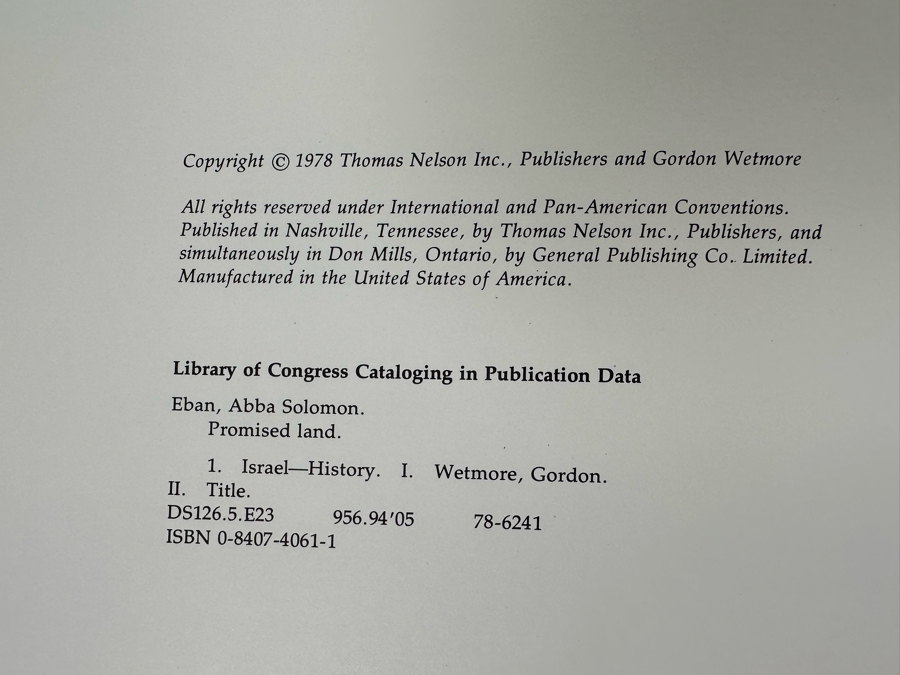 Copyright © 1978 Thomas Nelson Inc., Publishers and Gordon Wetmore
All rights reserved under International and Pan-American Conventions.
Published in Nashville, Tennessee, by Thomas Nelson Inc., Publishers, and
simultaneously in Don Mills, Ontario, by General Publishing Co. Limited.
Manufactured in the United States of America.
Library of Congress Cataloging in Publication Data
Eban, Abba Solomon.
Promised land.
1. Israel—History. I. Wetmore, Gordon.
II. Title.
DS126.5.E23 956.94'05 78-6241
ISBN 0-8407-4061-1